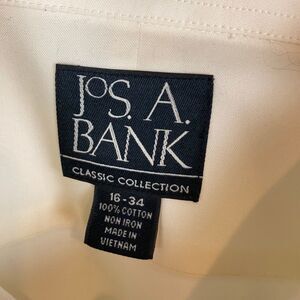 JOS. A.
BANK
CLASSIC COLLECTION
16-34
100% COTTON
NON IRON
MADE IN
VIETNAM